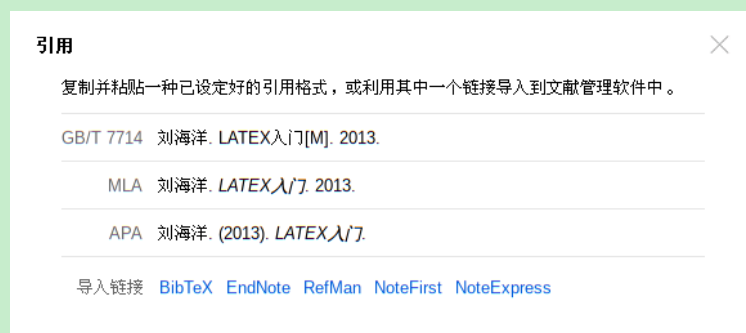 引用
复制并粘贴一种已设定好的引用格式，或利用其中一个链接导入到文献管理软件中。
GB/T 7714 刘海洋. LATEX入门[M]. 2013.
MLA 刘海洋. LATEX入门. 2013.
APA 刘海洋. (2013). LATEX入门.
导入链接 BibTeX EndNote RefMan NoteFirst NoteExpress